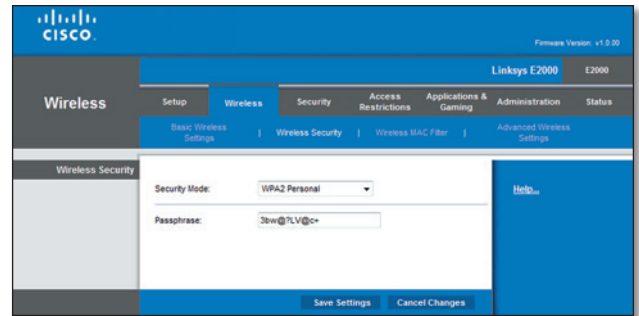 CISCO
Firmware Version: v1.0.00
Linksys E2000 E2000
Wireless
Setup Wireless Security Access Restrictions Applications & Gaming Administration Status
Basic Wireless Settings | Wireless Security | Wireless MAC Filter | Advanced Wireless Settings
Wireless Security
Security Mode: WPA2 Personal
Help...
Passphrase: 3bw@?LV@c+
Save Settings Cancel Changes